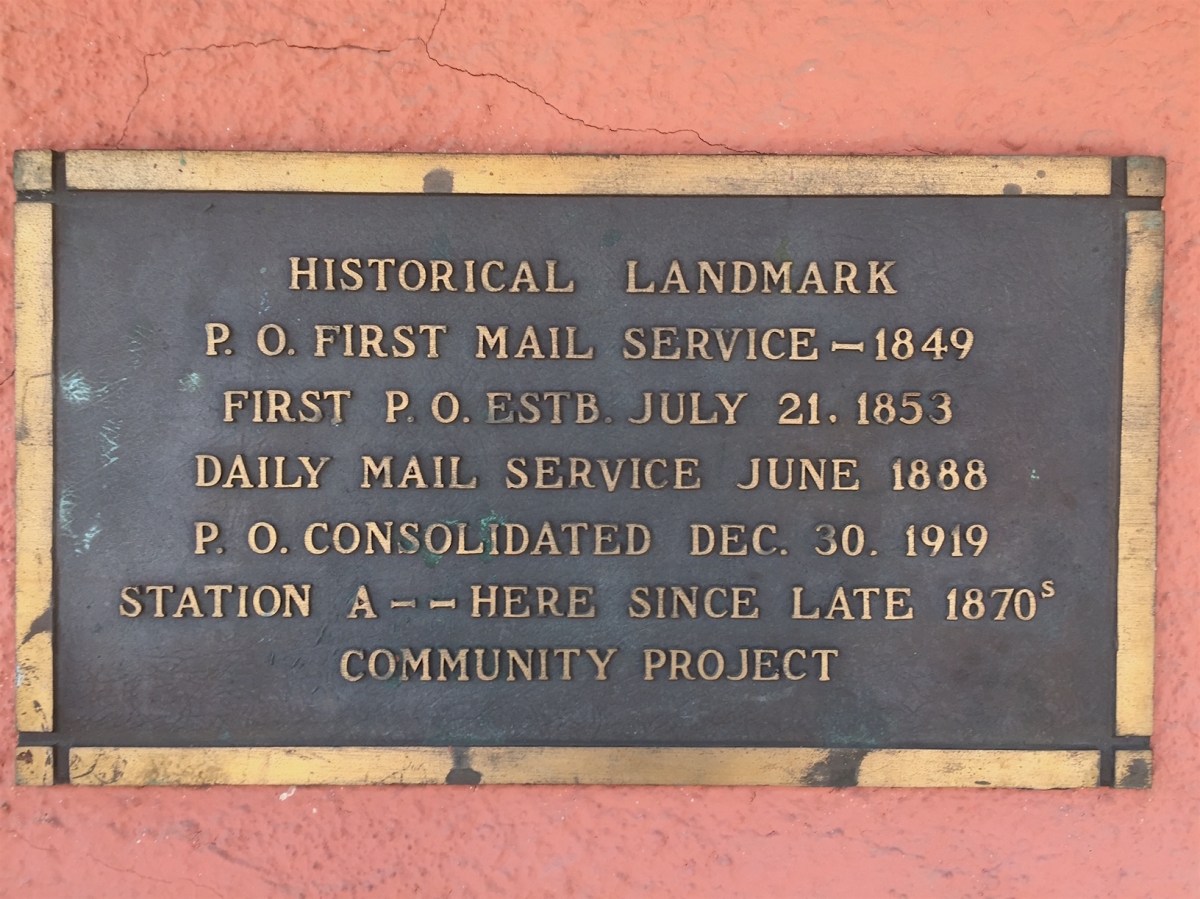 HISTORICAL LANDMARK
P. O. FIRST MAIL SERVICE – 1849
FIRST P. O. ESTB. JULY 21. 1853
DAILY MAIL SERVICE JUNE 1888
P. O. CONSOLIDATED DEC. 30. 1919
STATION A – – HERE SINCE LATE 1870ˢ
COMMUNITY PROJECT